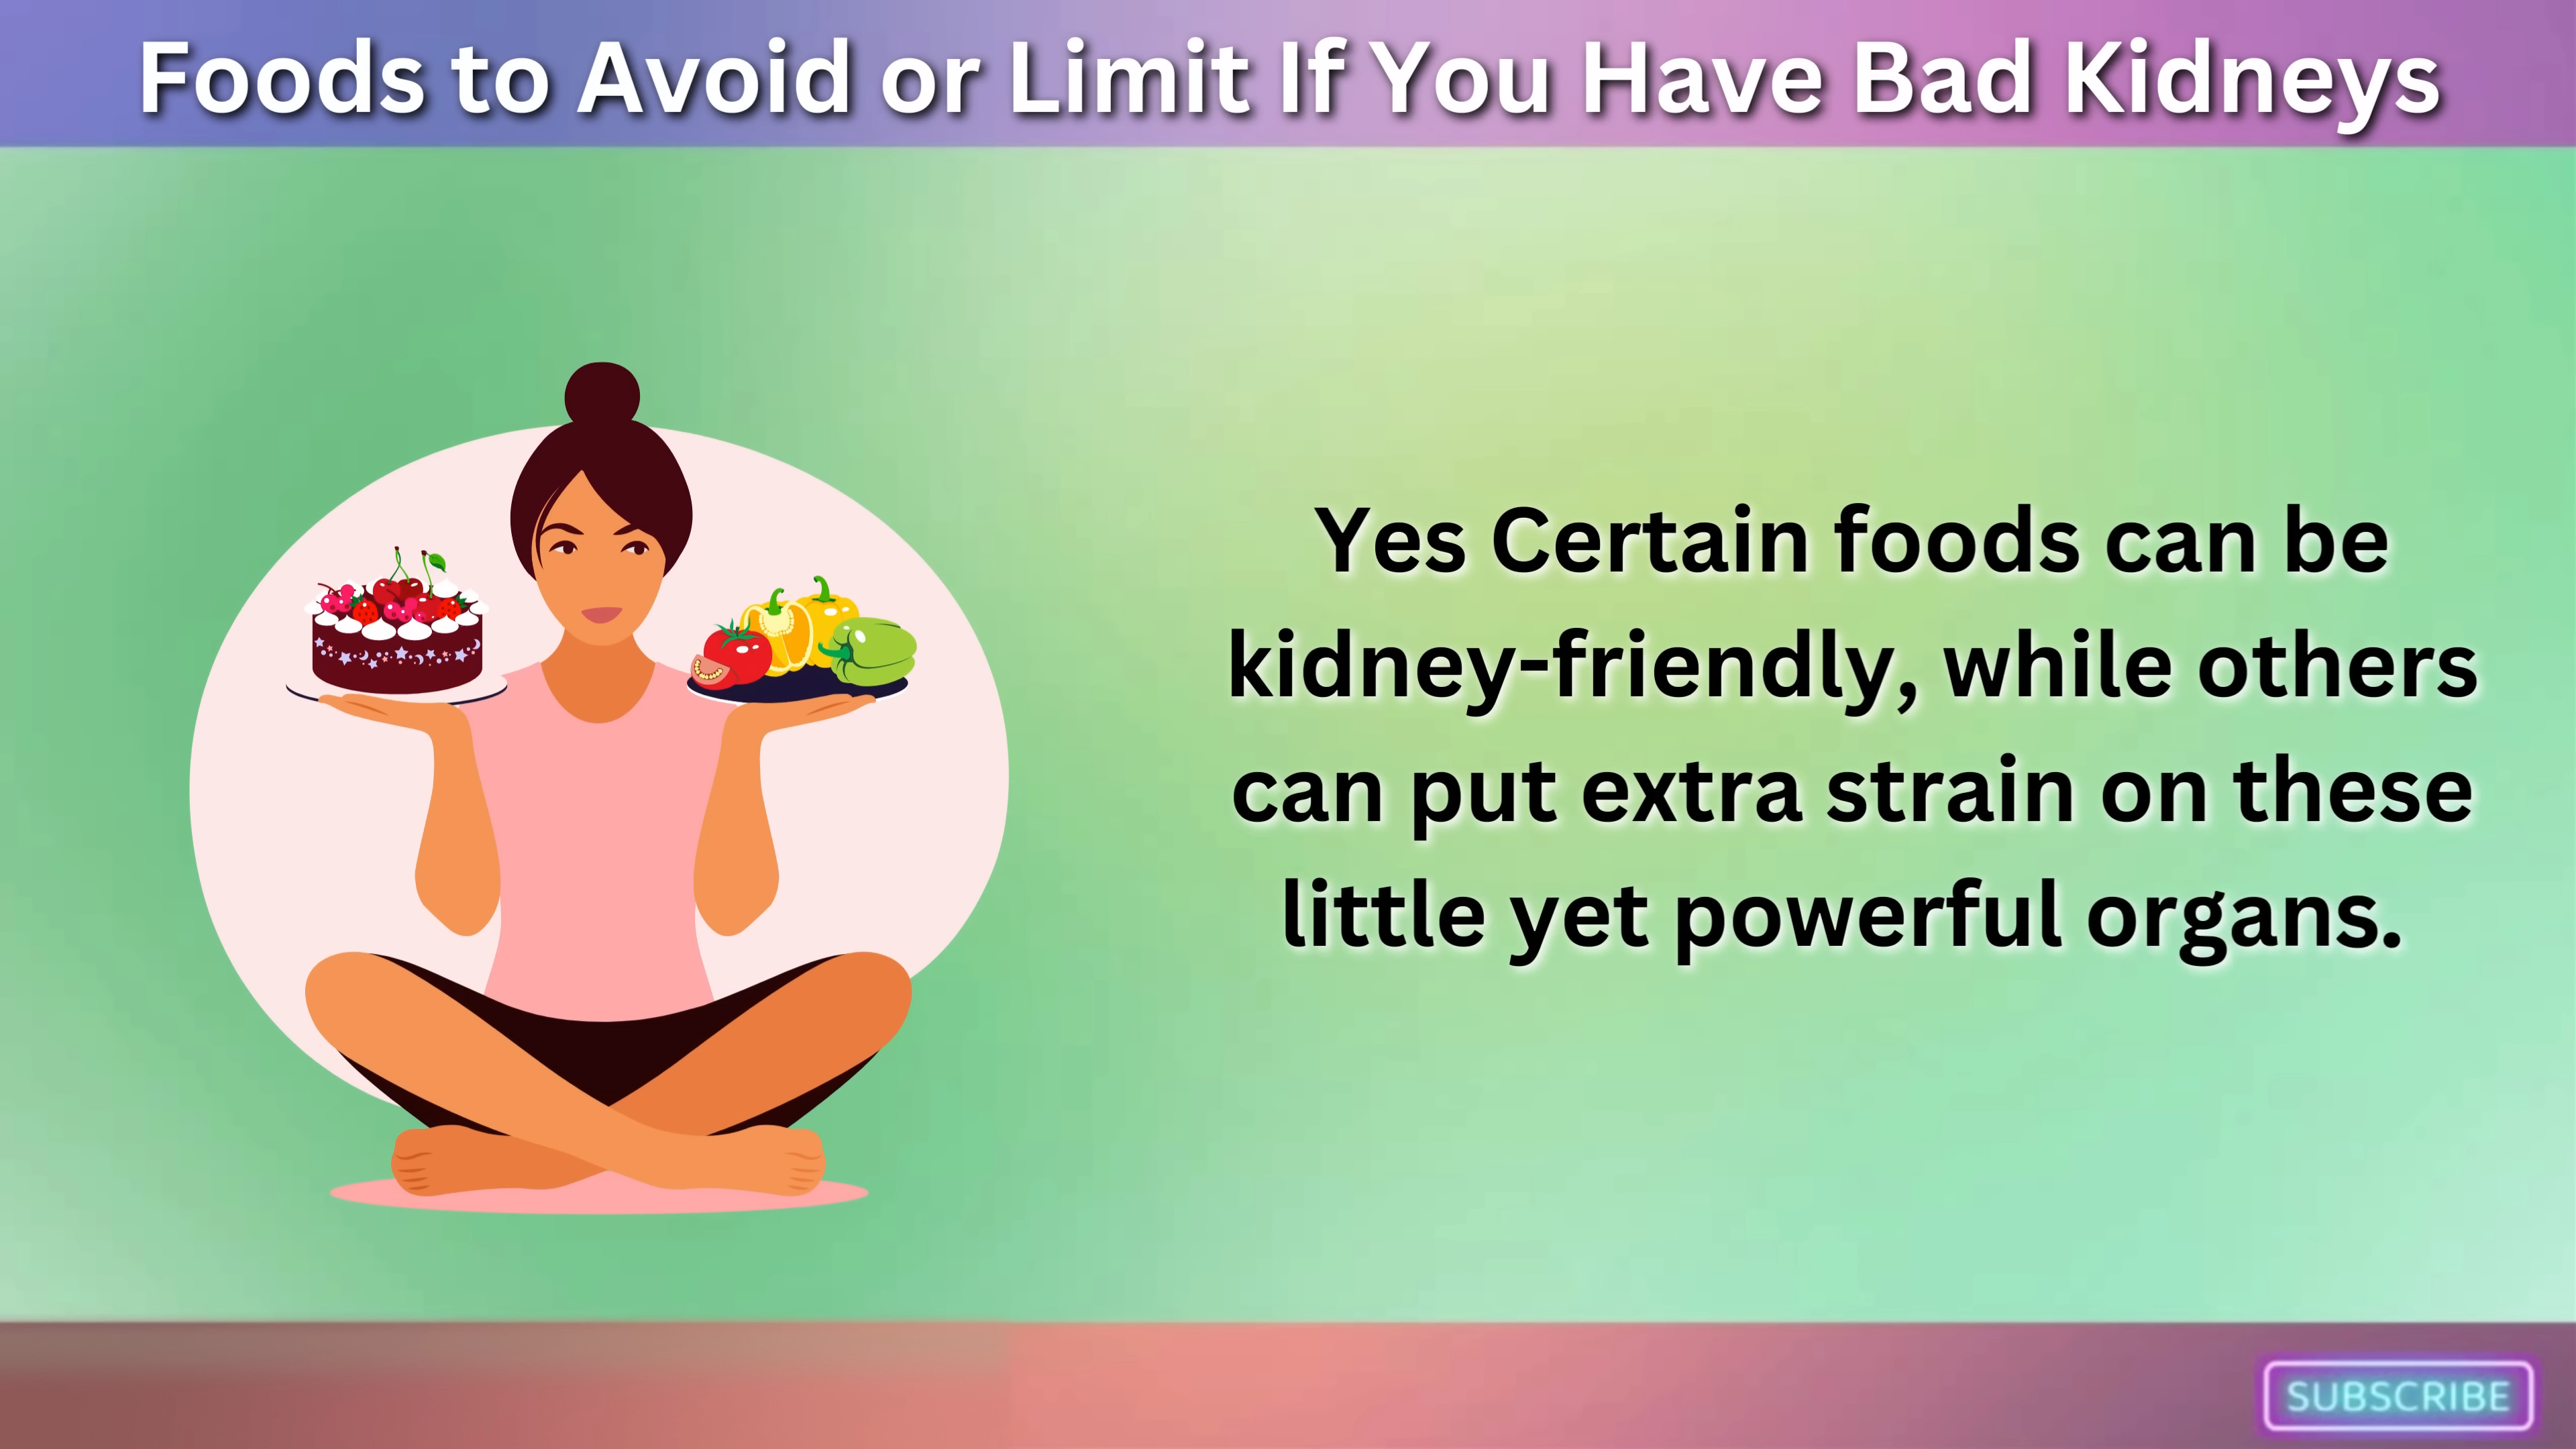 Foods to Avoid or Limit If You Have Bad Kidneys
Yes Certain foods can be
kidney-friendly, while others
can put extra strain on these
little yet powerful organs.
SUBSCRIBE